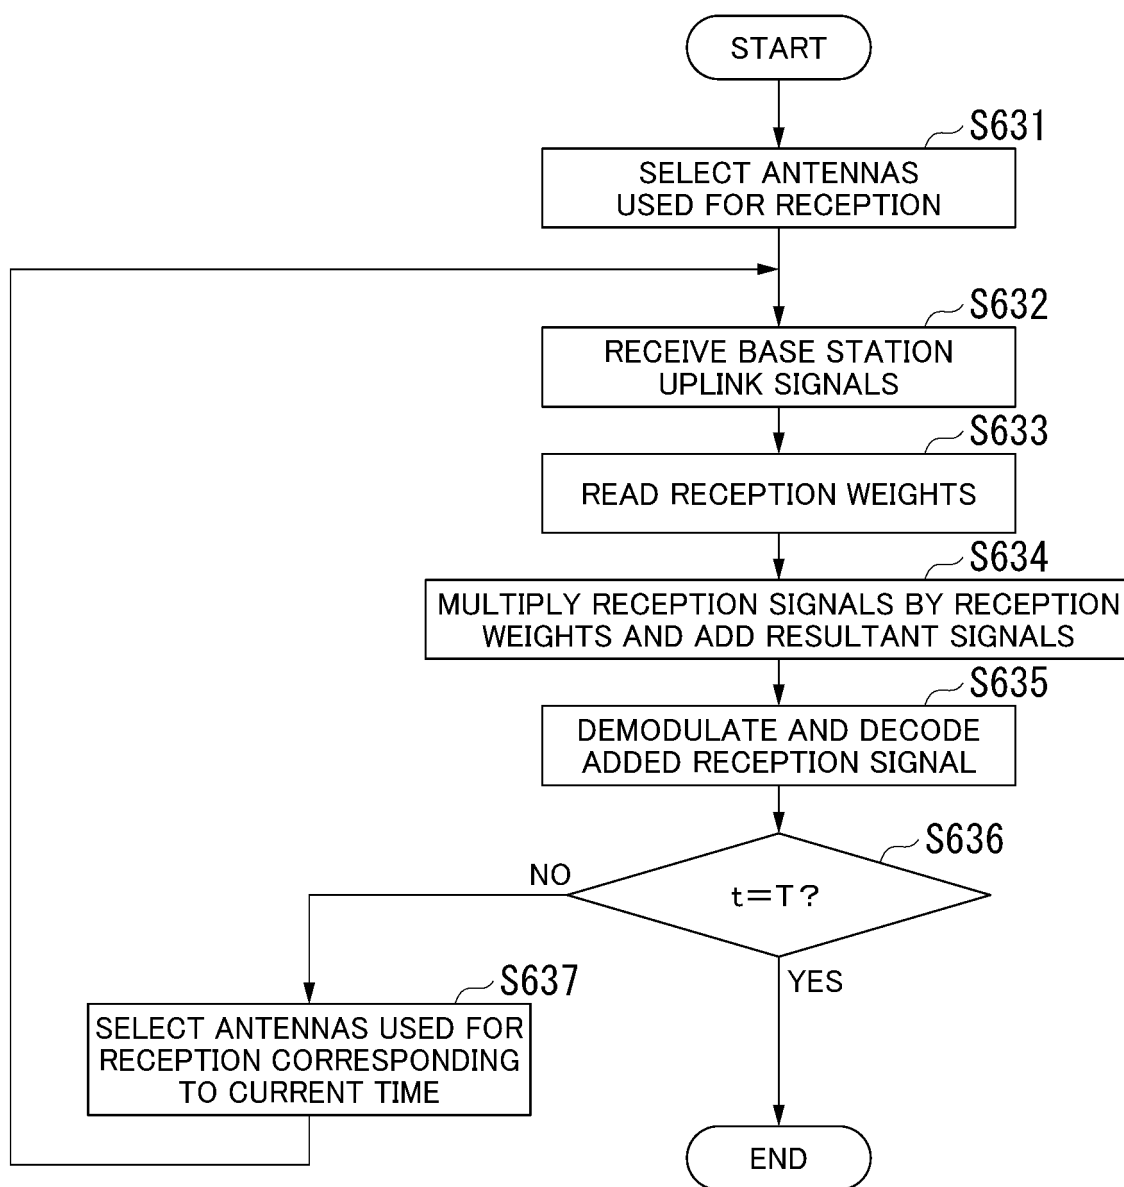 START
S631
SELECT ANTENNAS
USED FOR RECEPTION
S632
RECEIVE BASE STATION
UPLINK SIGNALS
S633
READ RECEPTION WEIGHTS
S634
MULTIPLY RECEPTION SIGNALS BY RECEPTION
WEIGHTS AND ADD RESULTANT SIGNALS
S635
DEMODULATE AND DECODE
ADDED RECEPTION SIGNAL
S636
t=T?
NO
YES
S637
SELECT ANTENNAS USED FOR
RECEPTION CORRESPONDING
TO CURRENT TIME
END